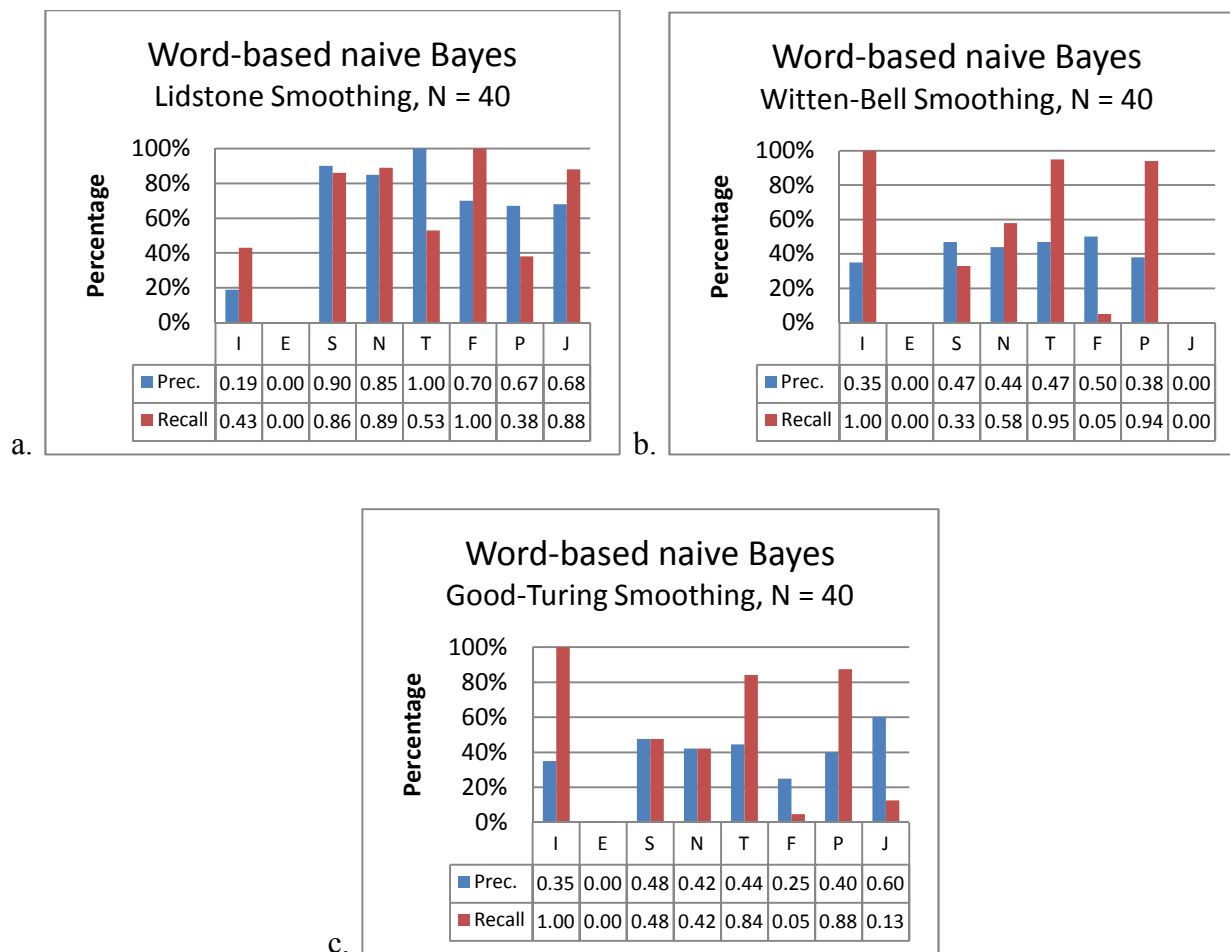 Word-based naive Bayes
Lidstone Smoothing, N = 40
Percentage
100%
80%
60%
40%
20%
0%
I E S N T F P J
Prec. 0.19 0.00 0.90 0.85 1.00 0.70 0.67 0.68
Recall 0.43 0.00 0.86 0.89 0.53 1.00 0.38 0.88
a.
Word-based naive Bayes
Witten-Bell Smoothing, N = 40
Percentage
100%
80%
60%
40%
20%
0%
I E S N T F P J
Prec. 0.35 0.00 0.47 0.44 0.47 0.50 0.38 0.00
Recall 1.00 0.00 0.33 0.58 0.95 0.05 0.94 0.00
b.
Word-based naive Bayes
Good-Turing Smoothing, N = 40
Percentage
100%
80%
60%
40%
20%
0%
I E S N T F P J
Prec. 0.35 0.00 0.48 0.42 0.44 0.25 0.40 0.60
Recall 1.00 0.00 0.48 0.42 0.84 0.05 0.88 0.13
c.